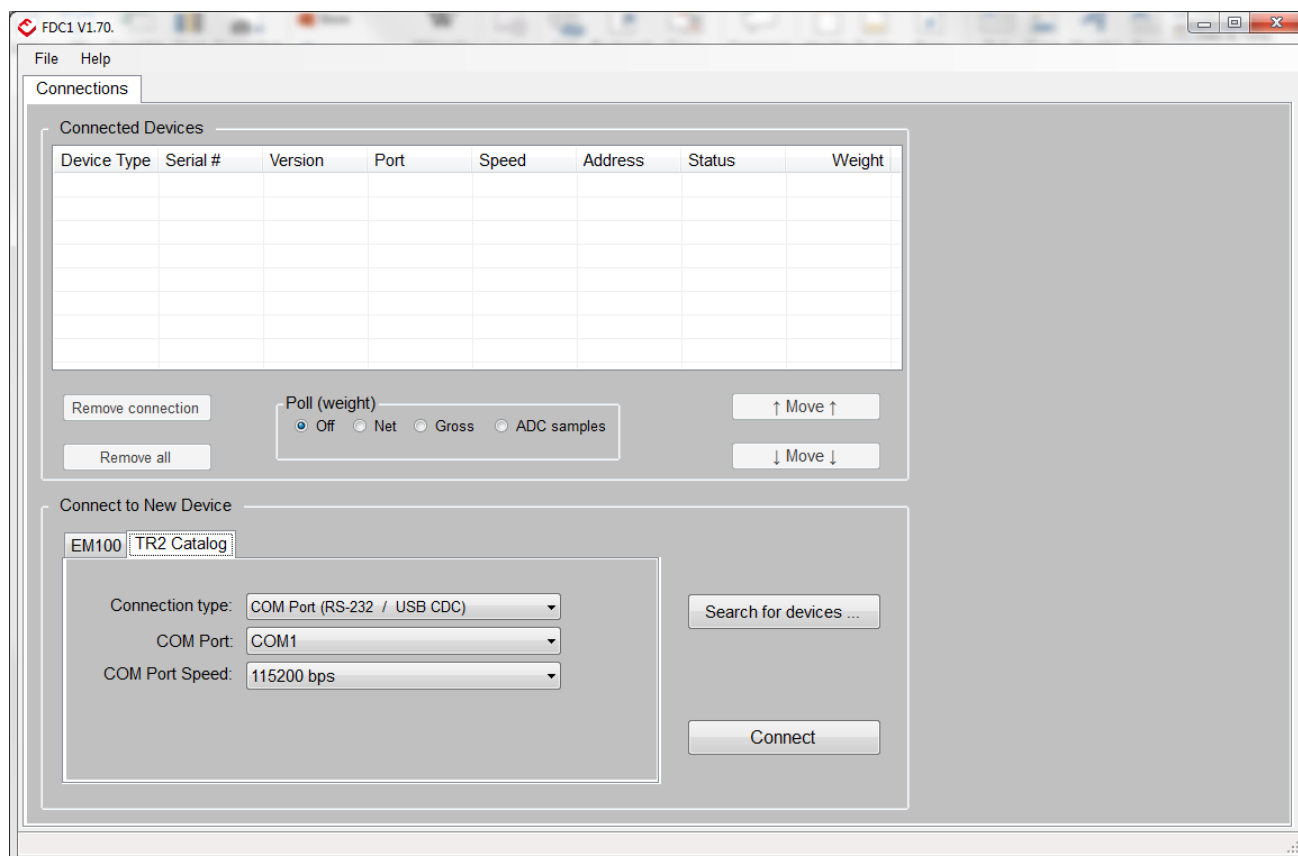 FDC1 V1.70.
File Help
Connections
Connected Devices
Device Type Serial # Version Port Speed Address Status Weight
Remove connection
Poll (weight)
Off Net Gross ADC samples
↑ Move ↑
Remove all
↓ Move ↓
Connect to New Device
EM100 TR2 Catalog
Connection type: COM Port (RS-232 / USB CDC)
Search for devices ...
COM Port: COM1
COM Port Speed: 115200 bps
Connect